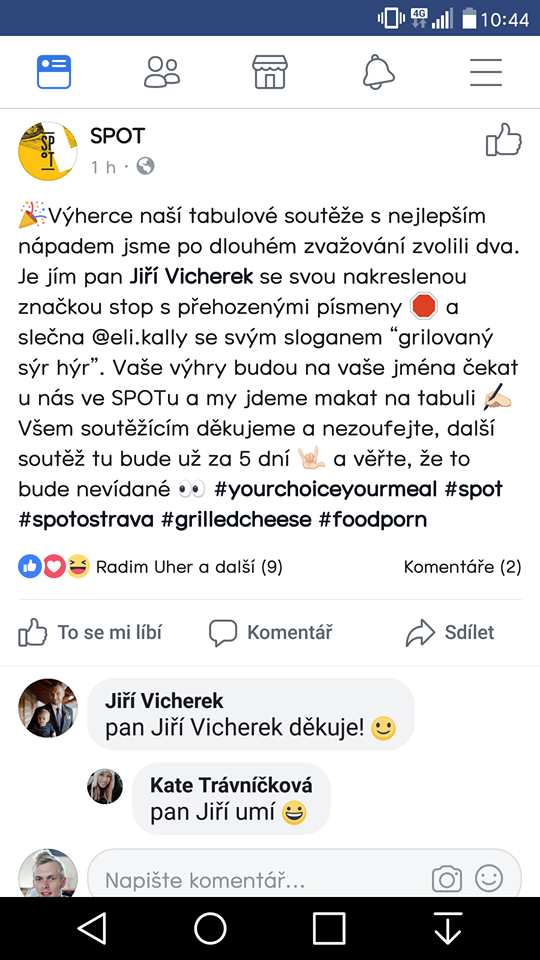 4G 10:44
SP
OT
SPOT
1 h ·
🎉Výherce naší tabulové soutěže s nejlepším
nápadem jsme po dlouhém zvažování zvolili dva.
Je jím pan Jiří Vicherek se svou nakreslenou
značkou stop s přehozenými písmeny 🛑 a
slečna @eli.kally se svým sloganem “grilovaný
sýr hýr”. Vaše výhry budou na vaše jména čekat
u nás ve SPOTu a my jdeme makat na tabuli ✍🏻
Všem soutěžícím děkujeme a nezoufejte, další
soutěž tu bude už za 5 dní 🤟🏻 a věřte, že to
bude nevídané 👀 #yourchoiceyourmeal #spot
#spotostrava #grilledcheese #foodporn
Radim Uher a další (9) Komentáře (2)
To se mi líbí Komentář Sdílet
Jiří Vicherek
pan Jiří Vicherek děkuje! 🙂
Kate Trávníčková
pan Jiří umí 😀
Napište komentář...